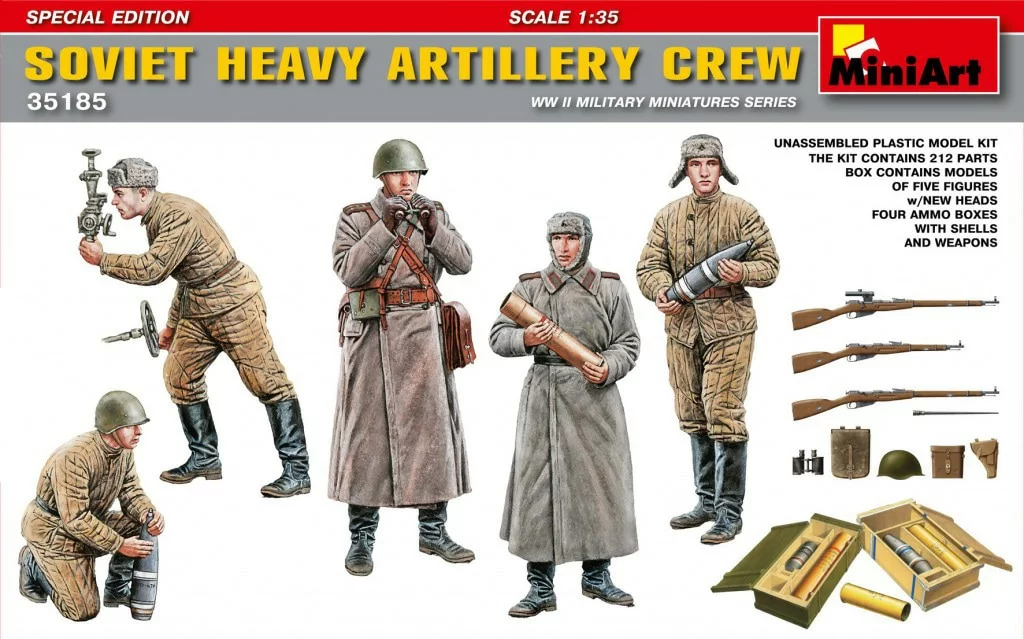 SPECIAL EDITION
SCALE 1:35
SOVIET HEAVY ARTILLERY CREW
MiniArt
35185
WW II MILITARY MINIATURES SERIES
UNASSEMBLED PLASTIC MODEL KIT
THE KIT CONTAINS 212 PARTS
BOX CONTAINS MODELS
OF FIVE FIGURES
w/NEW HEADS
FOUR AMMO BOXES
WITH SHELLS
AND WEAPONS